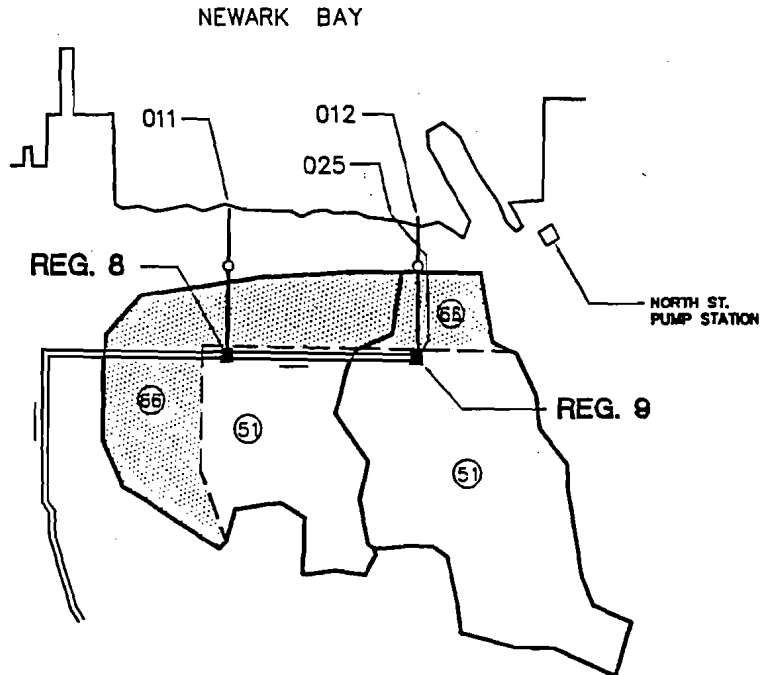 NEWARK BAY
011
012
025
REG. 8
66
NORTH ST.
PUMP STATION
66
REG. 9
51
51